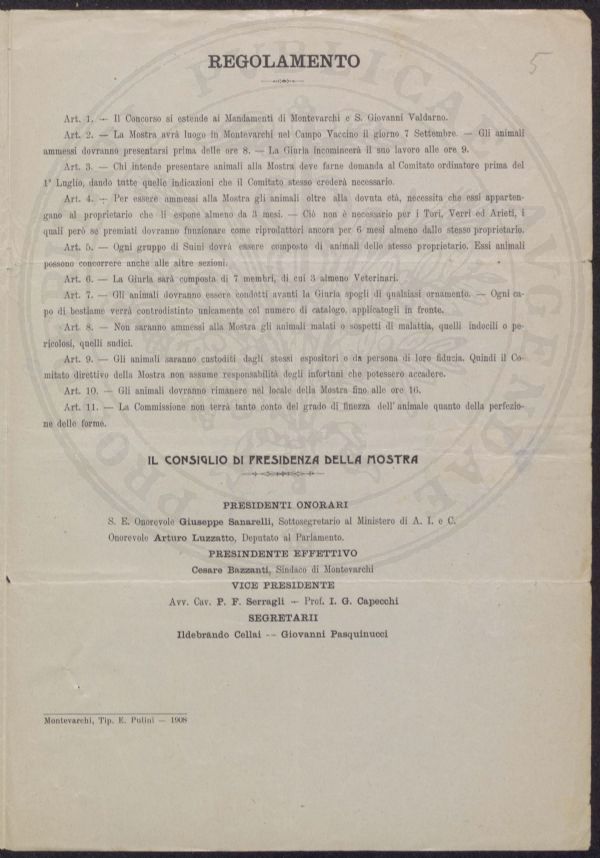 REGOLAMENTO
5
Art. 1. — Il Concorso si estende ai Mandamenti di Montevarchi e S. Giovanni Valdarno.
Art. 2. — La Mostra avrà luogo in Montevarchi nel Campo Vaccino il giorno 7 Settembre. — Gli animali
ammessi dovranno presentarsi prima delle ore 8. — La Giuria incomincerà il suo lavoro alle ore 9.
Art. 3. — Chi intende presentare animali alla Mostra deve farne domanda al Comitato ordinatore prima del
1° Luglio, dando tutte quelle indicazioni che il Comitato stesso crederà necessario.
Art. 4. — Per essere ammessi alla Mostra gli animali oltre alla dovuta età, necessita che essi apparten-
gano al proprietario che li espone almeno da 3 mesi. — Ciò non è necessario per i Tori, Verri ed Arieti, i
quali però se premiati dovranno funzionare come riproduttori ancora per 6 mesi almeno dallo stesso proprietario.
Art. 5. — Ogni gruppo di Suini dovrà essere composto di animali dello stesso proprietario. Essi animali
possono concorrere anche alle altre sezioni.
Art. 6. — La Giuria sarà composta di 7 membri, di cui 3 almeno Veterinari.
Art. 7. — Gli animali dovranno essere condotti avanti la Giuria spogli di qualsiasi ornamento. — Ogni ca-
po di bestiame verrà controdistinto unicamente col numero di catalogo, applicatogli in fronte.
Art. 8. — Non saranno ammessi alla Mostra gli animali malati o sospetti di malattia, quelli indocili o pe-
ricolosi, quelli sudici.
Art. 9. — Gli animali saranno custoditi dagli stessi espositori o da persona di loro fiducia. Quindi il Co-
mitato direttivo della Mostra non assume responsabilità degli infortuni che potessero accadere.
Art. 10. — Gli animali dovranno rimanere nel locale della Mostra fino alle ore 16.
Art. 11. — La Commissione non terrà tanto conto del grado di finezza dell'animale quanto della perfezio-
ne delle forme.
IL CONSIGLIO DI PRESIDENZA DELLA MOSTRA
PRESIDENTI ONORARI
S. E. Onorevole Giuseppe Sanarelli, Sottosegretario al Ministero di A. I. e C.
Onorevole Arturo Luzzatto, Deputato al Parlamento.
PRESINDENTE EFFETTIVO
Cesare Bazzanti, Sindaco di Montevarchi
VICE PRESIDENTE
Avv. Cav. P. F. Serragli — Prof. I. G. Capecchi
SEGRETARII
Ildebrando Cellai — Giovanni Pasquinucci
Montevarchi, Tip. E. Pulini — 1908